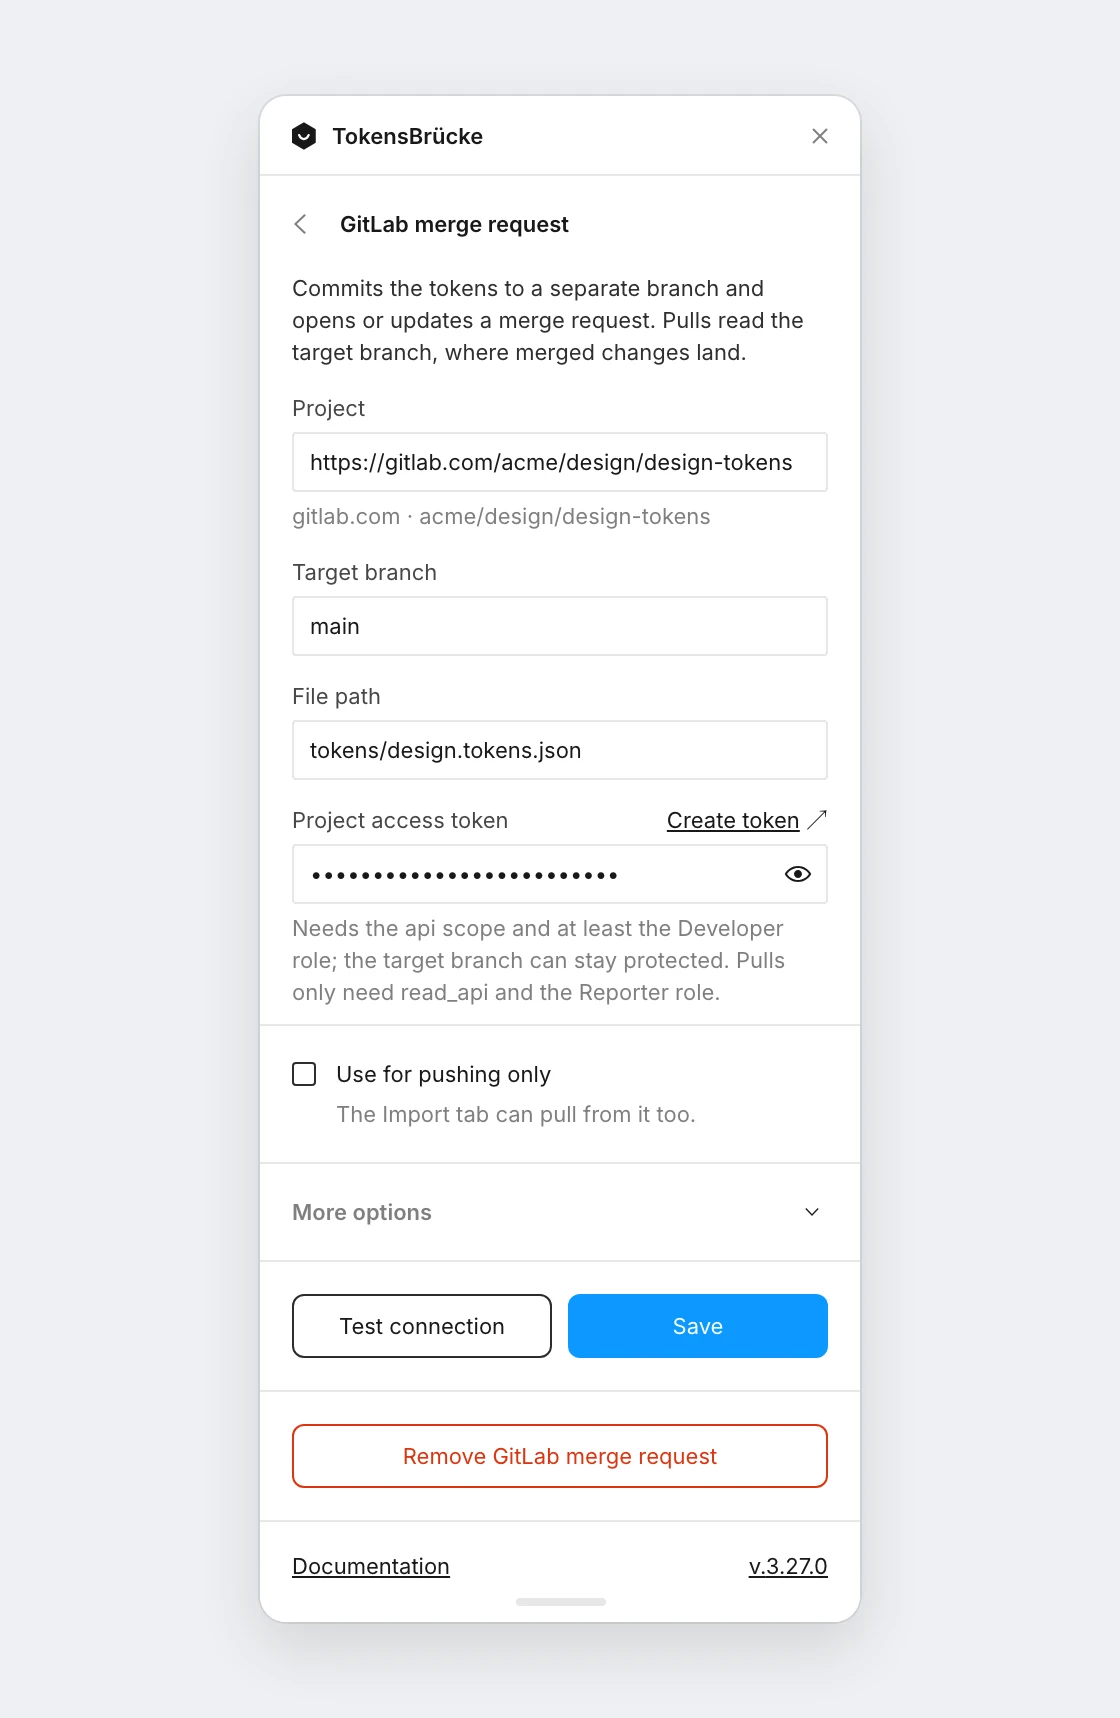 TokensBrücke
GitLab merge request
Commits the tokens to a separate branch and
opens or updates a merge request. Pulls read the
target branch, where merged changes land.
Project
https://gitlab.com/acme/design/design-tokens
gitlab.com · acme/design/design-tokens
Target branch
main
File path
tokens/design.tokens.json
Project access token
Create token ↗
•••••••••••••••••••••••••
Needs the api scope and at least the Developer
role; the target branch can stay protected. Pulls
only need read_api and the Reporter role.
Use for pushing only
The Import tab can pull from it too.
More options
Test connection
Save
Remove GitLab merge request
Documentation
v.3.27.0